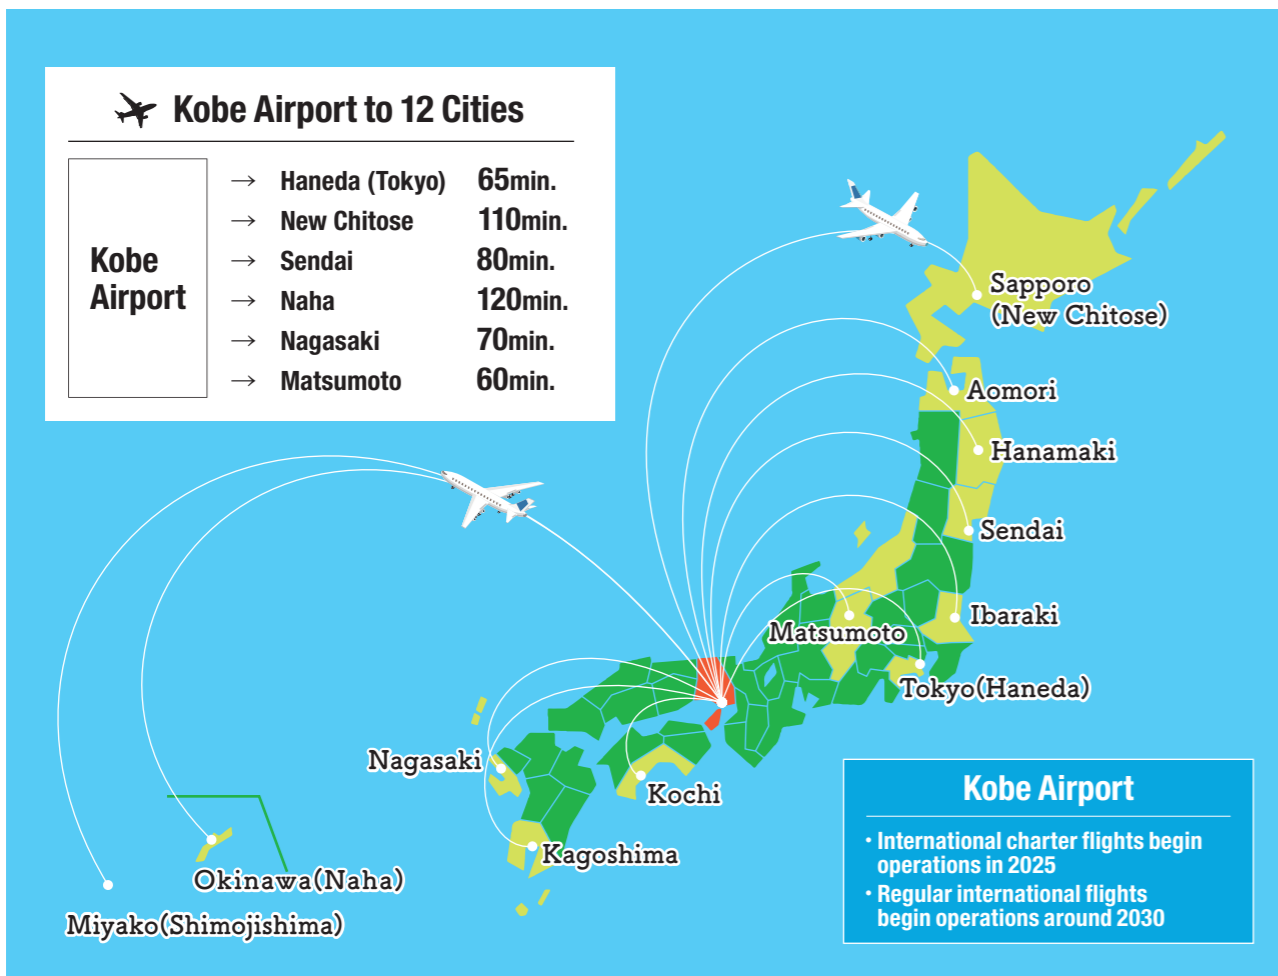 Kobe Airport to 12 Cities
Kobe
Airport
→ Haneda (Tokyo) 65min.
→ New Chitose 110min.
→ Sendai 80min.
→ Naha 120min.
→ Nagasaki 70min.
→ Matsumoto 60min.
Sapporo
(New Chitose)
Aomori
Hanamaki
Sendai
Ibaraki
Matsumoto
Tokyo(Haneda)
Nagasaki
Kochi
Kagoshima
Okinawa(Naha)
Miyako(Shimojishima)
Kobe Airport
・International charter flights begin
operations in 2025
・Regular international flights
begin operations around 2030